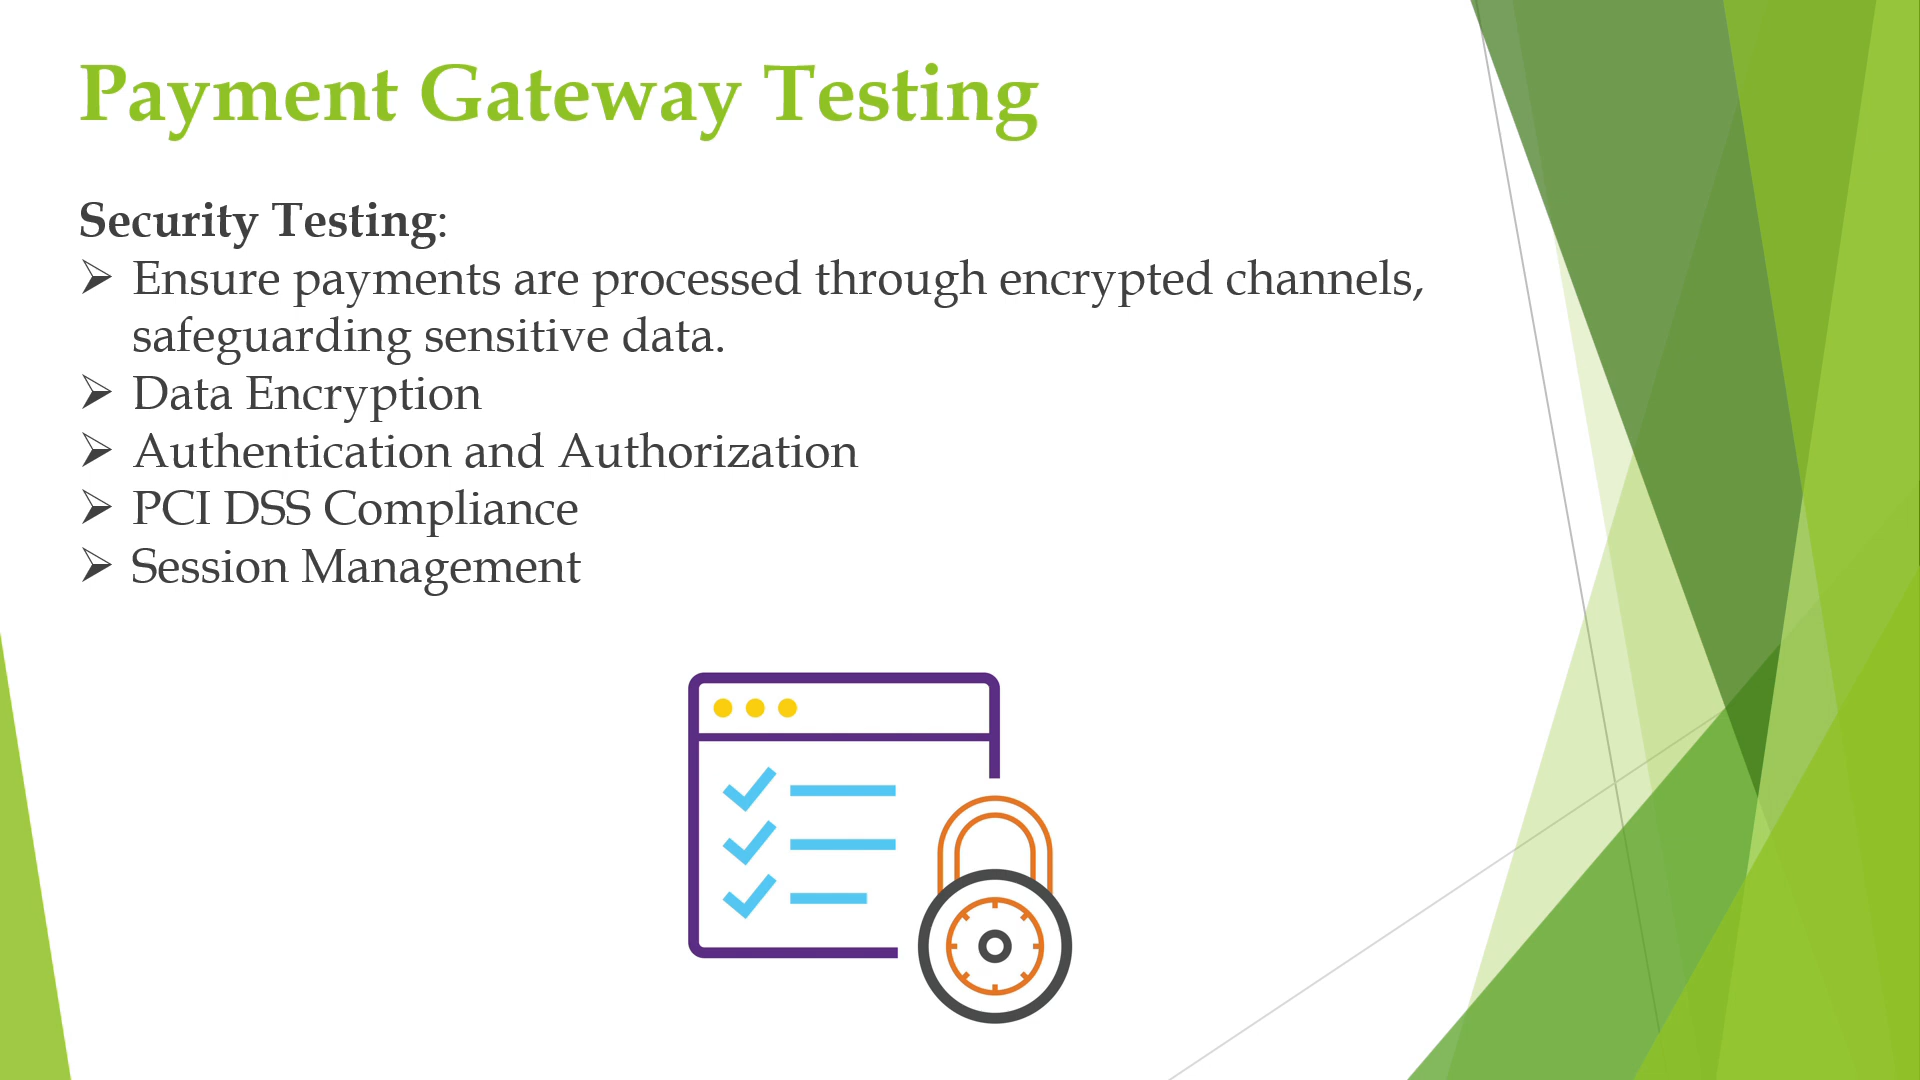 Payment Gateway Testing
Security Testing:
➢ Ensure payments are processed through encrypted channels,
safeguarding sensitive data.
➢ Data Encryption
➢ Authentication and Authorization
➢ PCI DSS Compliance
➢ Session Management